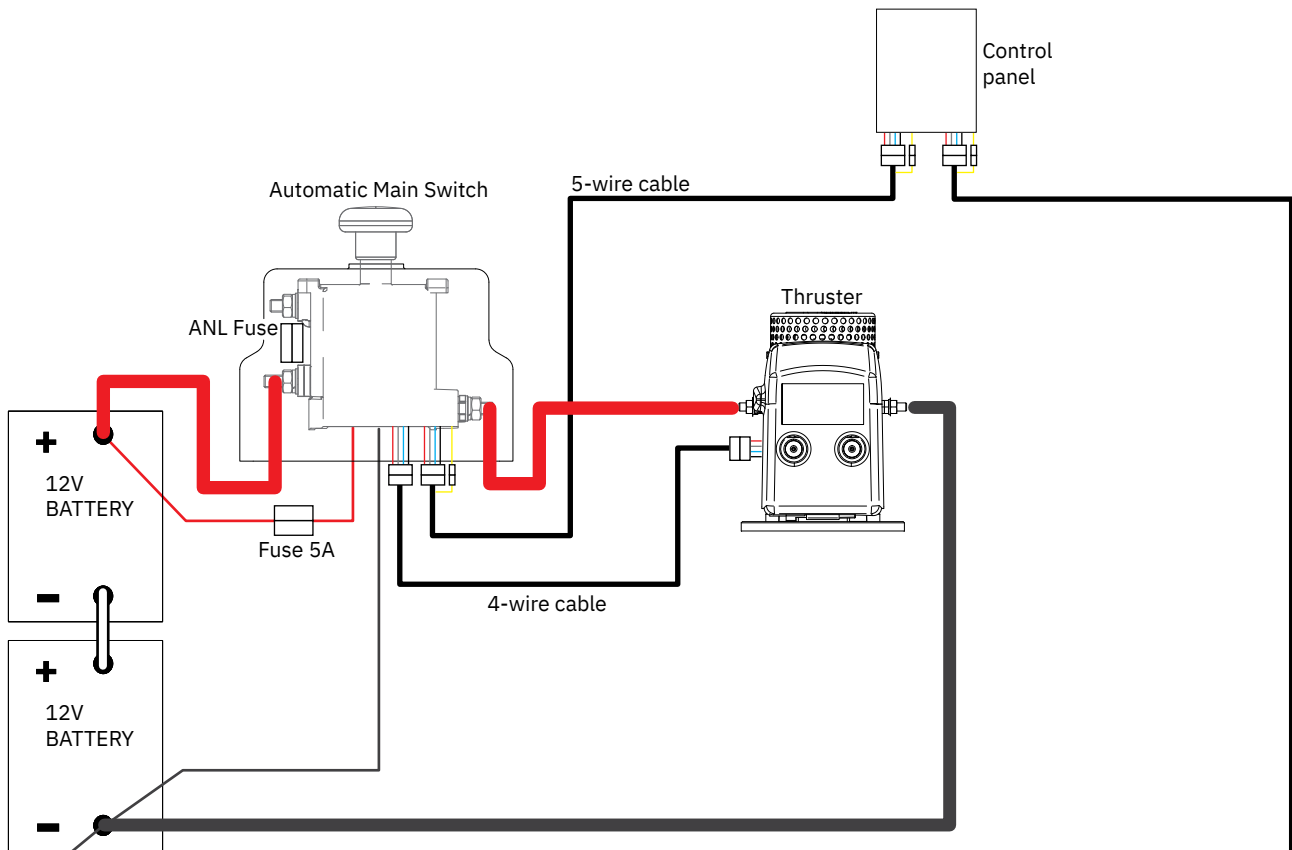 Control
panel
5-wire cable
Automatic Main Switch
Thruster
ANL Fuse
+
12V
BATTERY
Fuse 5A
-
4-wire cable
+
12V
BATTERY
-